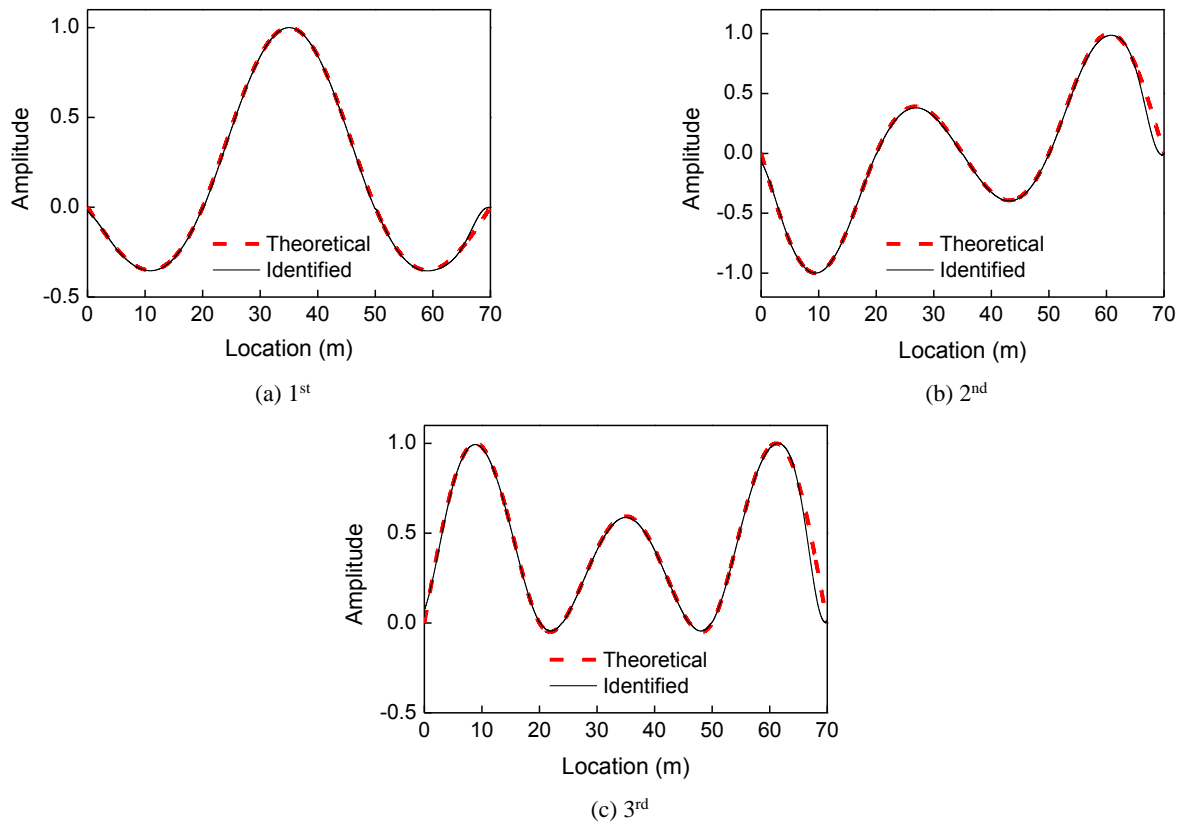 1.0
0.5
0.0
-0.5
Amplitude
Theoretical
Identified
0 10 20 30 40 50 60 70
Location (m)
(a) 1st
1.0
0.5
0.0
-0.5
-1.0
Amplitude
Theoretical
Identified
0 10 20 30 40 50 60 70
Location (m)
(b) 2nd
1.0
0.5
0.0
-0.5
Amplitude
Theoretical
Identified
0 10 20 30 40 50 60 70
Location (m)
(c) 3rd